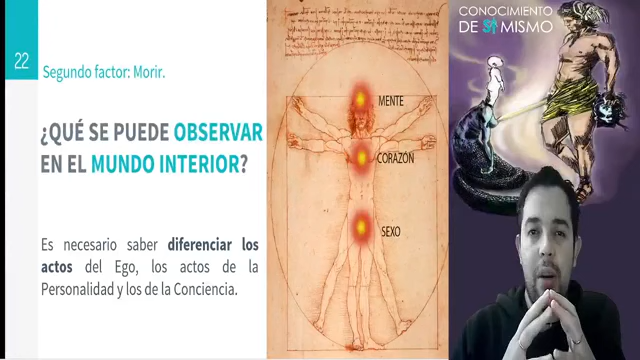 22
Segundo factor: Morir.
¿QUÉ SE PUEDE OBSERVAR
EN EL MUNDO INTERIOR?
Es necesario saber diferenciar los
actos del Ego, los actos de la
Personalidad y los de la Conciencia.
MENTE
CORAZÓN
SEXO
CONOCIMIENTO
DE SÍ MISMO